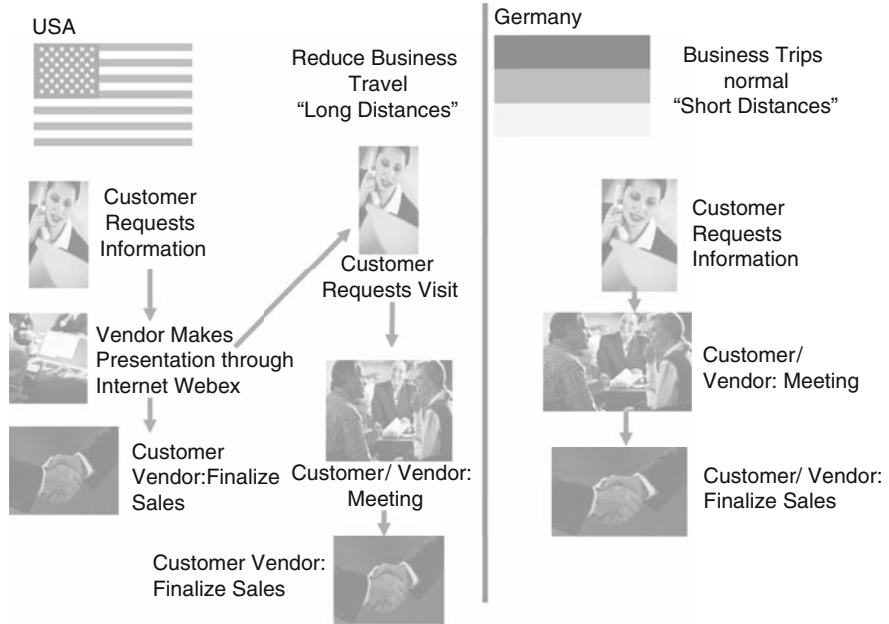 USA
Reduce Business
Travel
“Long Distances”
Customer
Requests
Information
Customer
Requests Visit
Vendor Makes
Presentation through
Internet Webex
Customer
Vendor:Finalize
Sales
Customer/ Vendor:
Meeting
Customer Vendor:
Finalize Sales
Germany
Business Trips
normal
“Short Distances”
Customer
Requests
Information
Customer/
Vendor: Meeting
Customer/ Vendor:
Finalize Sales